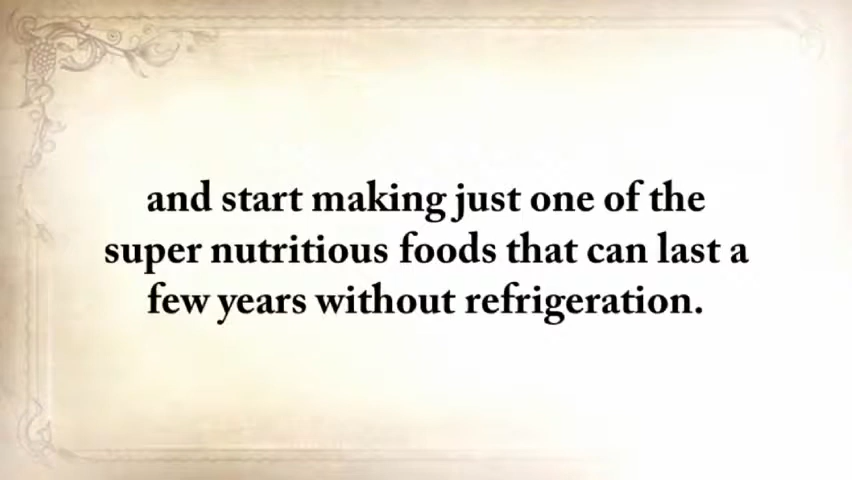 and start making just one of the
super nutritious foods that can last a
few years without refrigeration.